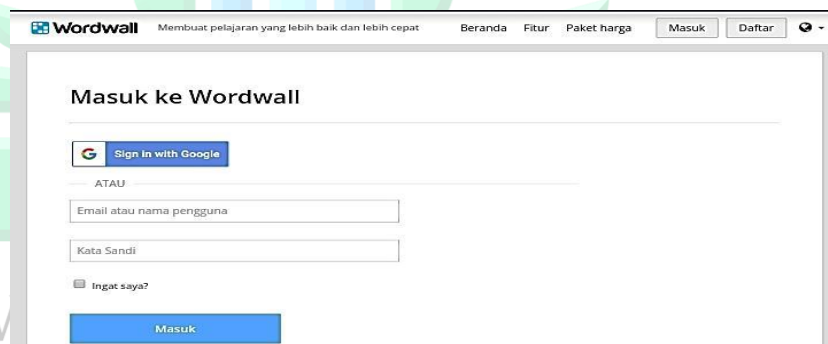 Wordwall Membuat pelajaran yang lebih baik dan lebih cepat Beranda Fitur Paket harga Masuk Daftar
Masuk ke Wordwall
G Sign in with Google
ATAU
Email atau nama pengguna
Kata Sandi
Ingat saya?
Masuk